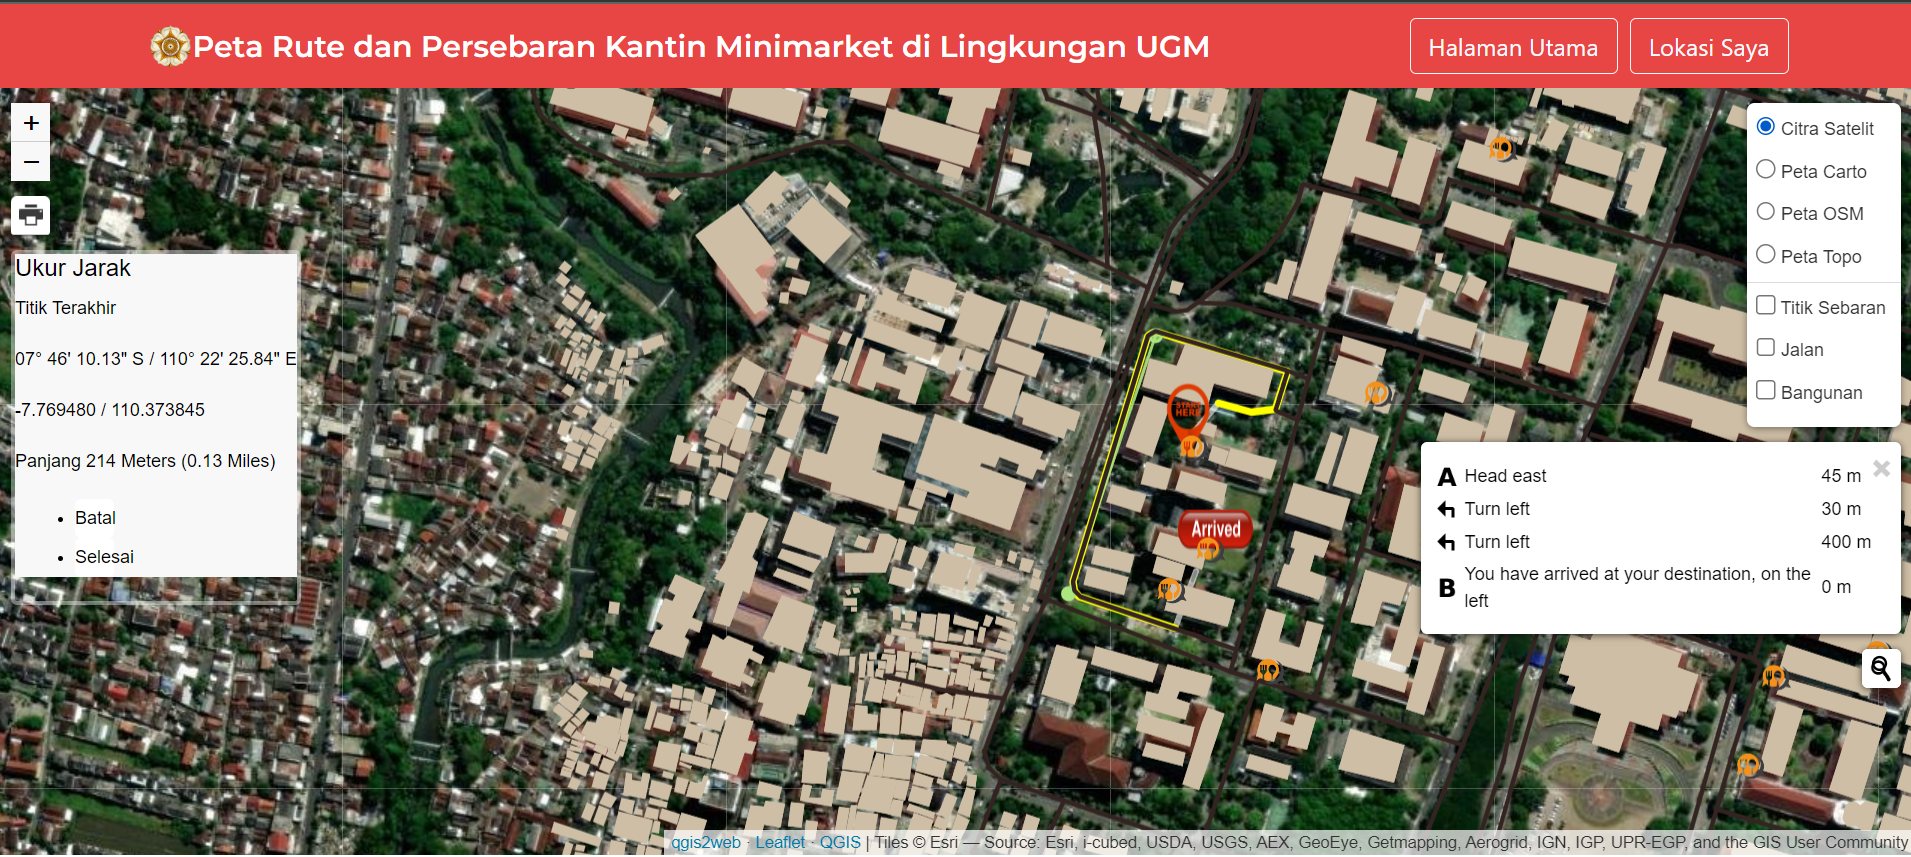 Peta Rute dan Persebaran Kantin Minimarket di Lingkungan UGM
Halaman Utama
Lokasi Saya
+
−
Ukur Jarak
Titik Terakhir
07° 46' 10.13" S / 110° 22' 25.84" E
-7.769480 / 110.373845
Panjang 214 Meters (0.13 Miles)
• Batal
• Selesai
START
HERE
Arrived
Citra Satelit
Peta Carto
Peta OSM
Peta Topo
Titik Sebaran
Jalan
Bangunan
×
A Head east 45 m
Turn left 30 m
Turn left 400 m
B You have arrived at your destination, on the
left 0 m
qgis2web · Leaflet · QGIS | Tiles © Esri — Source: Esri, i-cubed, USDA, USGS, AEX, GeoEye, Getmapping, Aerogrid, IGN, IGP, UPR-EGP, and the GIS User Community